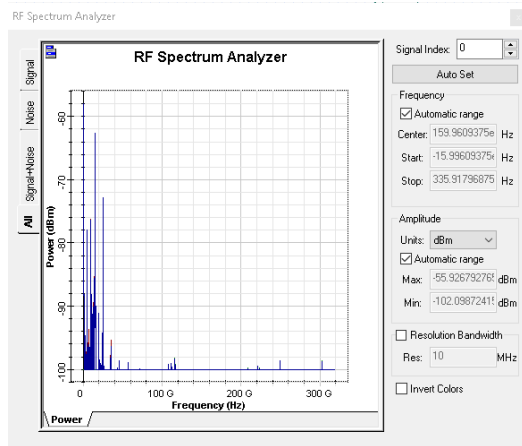 RF Spectrum Analyzer
RF Spectrum Analyzer
Signal
Noise
Signal+Noise
All
Power (dBm)
-60
-70
-80
-90
-100
0
100 G
200 G
300 G
Frequency (Hz)
Power
Signal Index: 0
Auto Set
Frequency
Automatic range
Center: 159.9609375e Hz
Start: -15.99609375e Hz
Stop: 335.91796875 Hz
Amplitude
Units: dBm
Automatic range
Max: -55.926792765 dBm
Min: -102.09872415 dBm
Resolution Bandwidth
Res: 10 MHz
Invert Colors